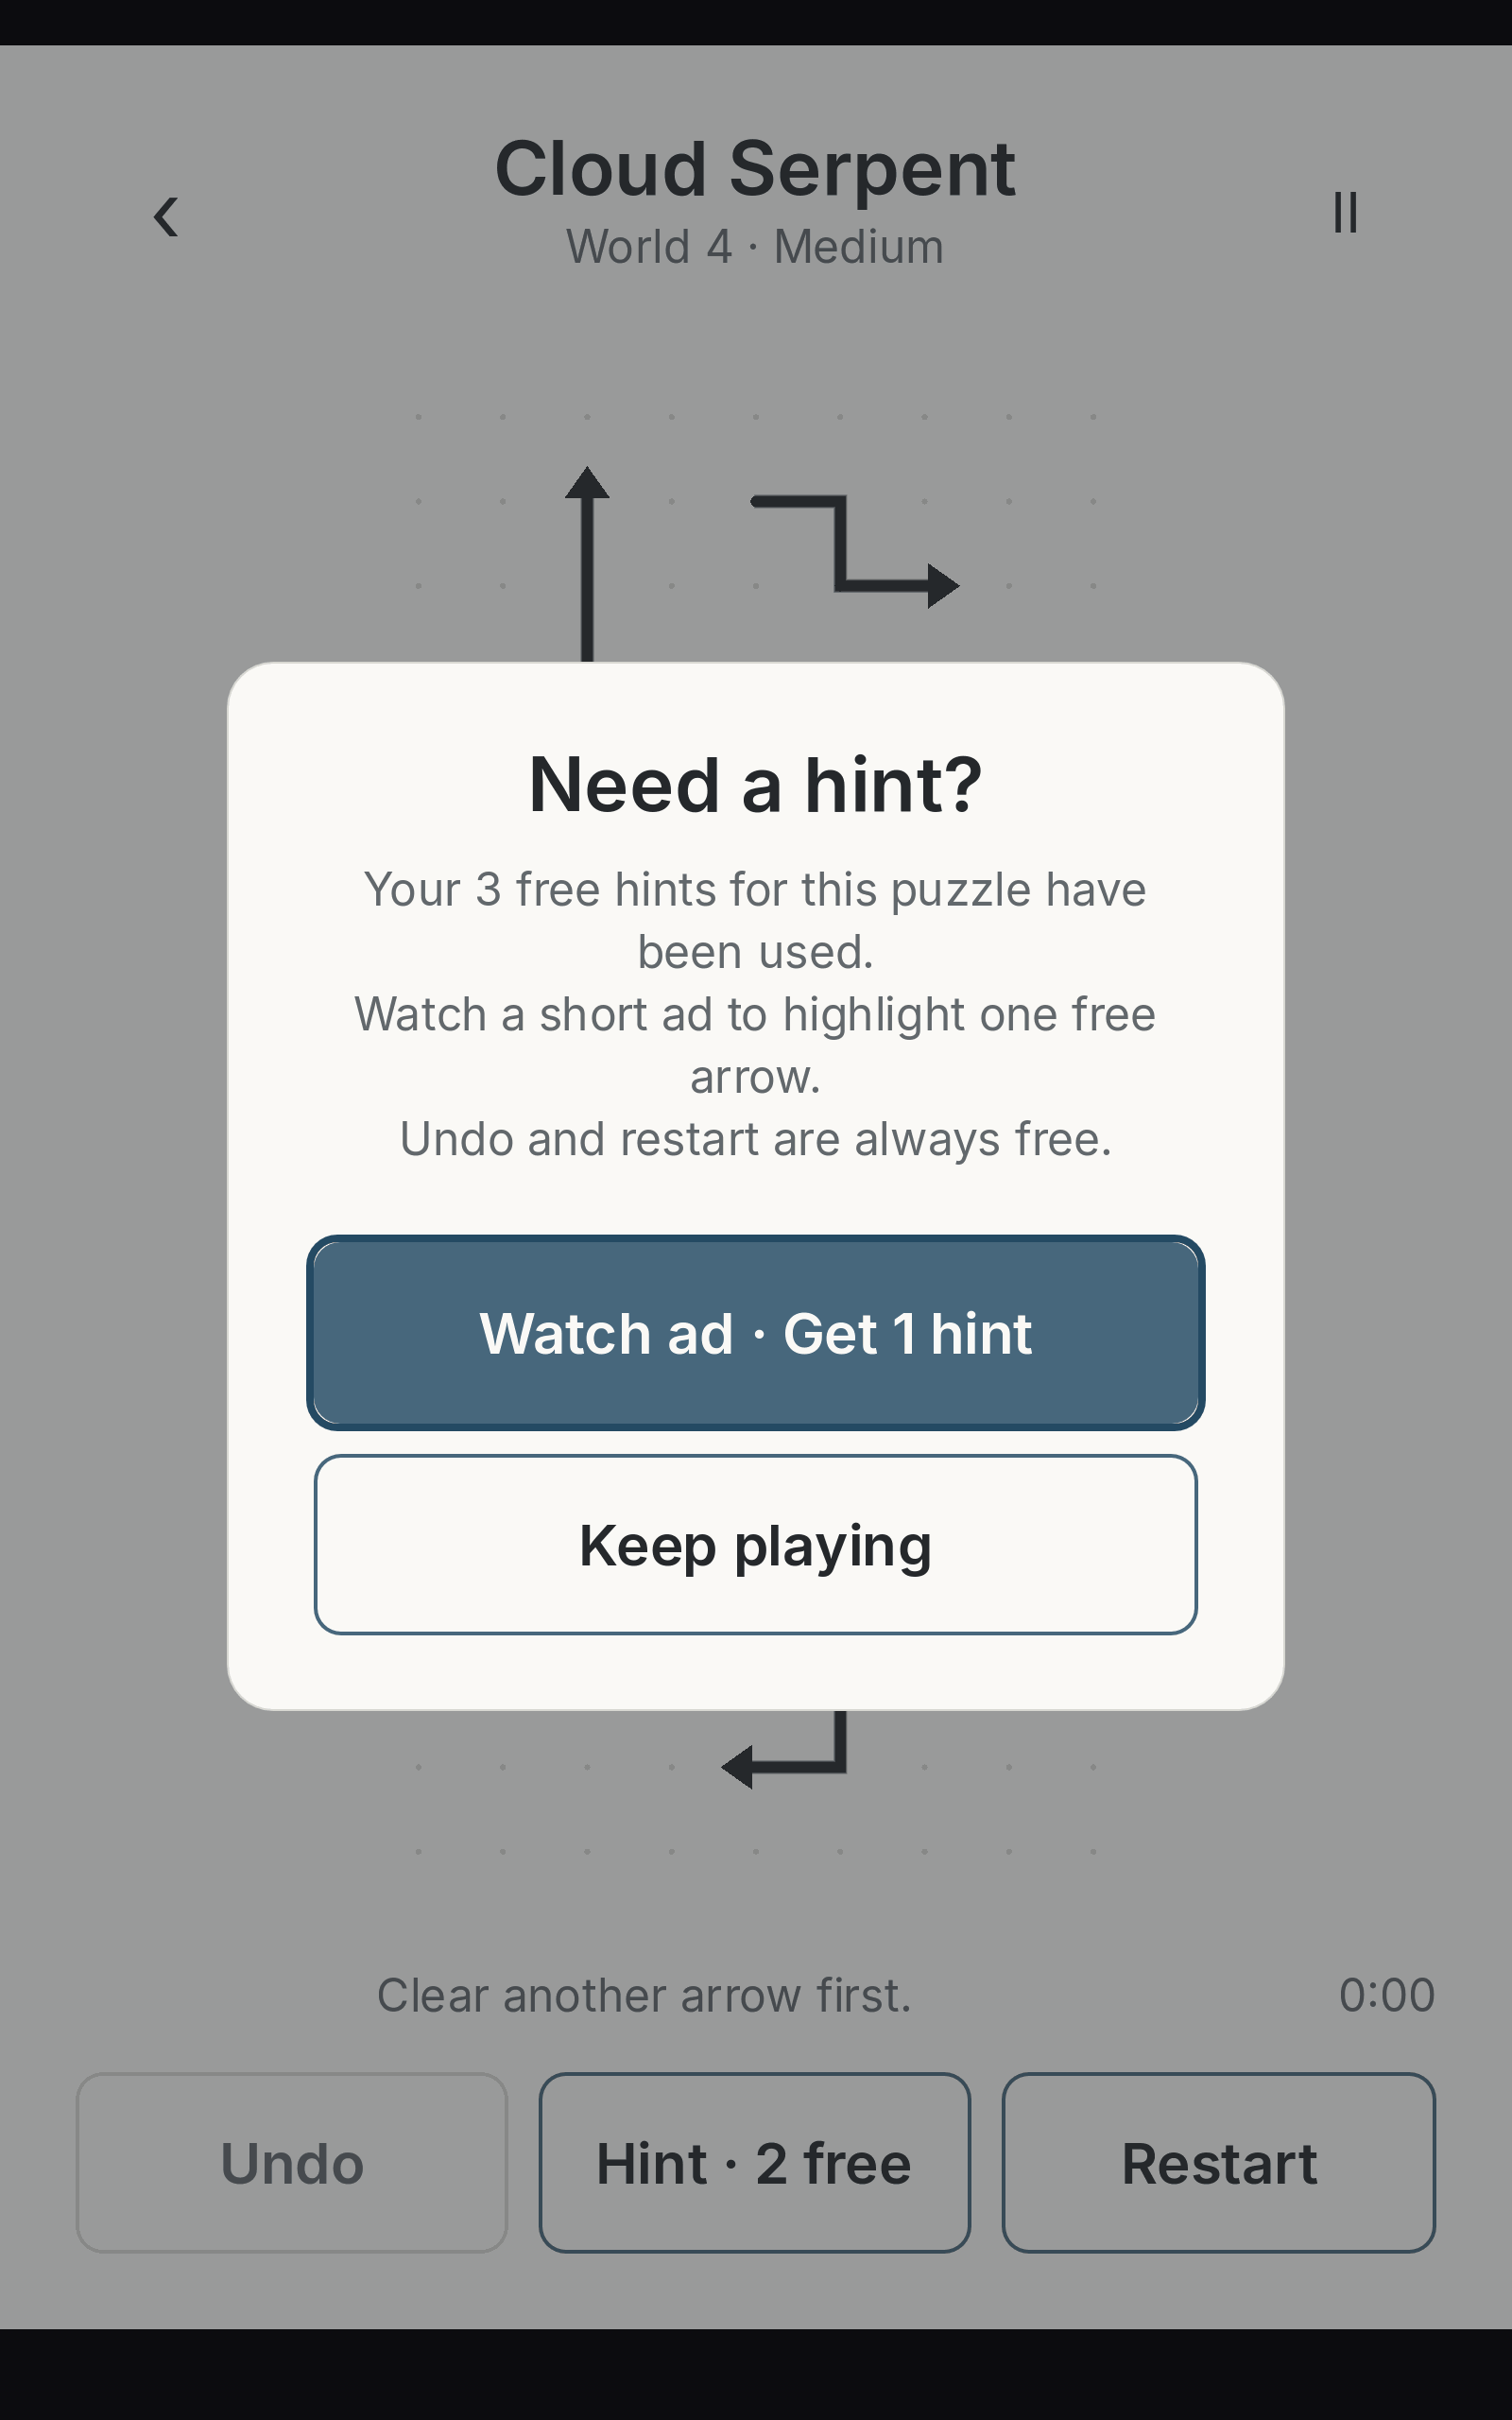 Cloud Serpent
World 4 · Medium
Need a hint?
Your 3 free hints for this puzzle have
been used.
Watch a short ad to highlight one free
arrow.
Undo and restart are always free.
Watch ad · Get 1 hint
Keep playing
Clear another arrow first.
0:00
Undo
Hint · 2 free
Restart